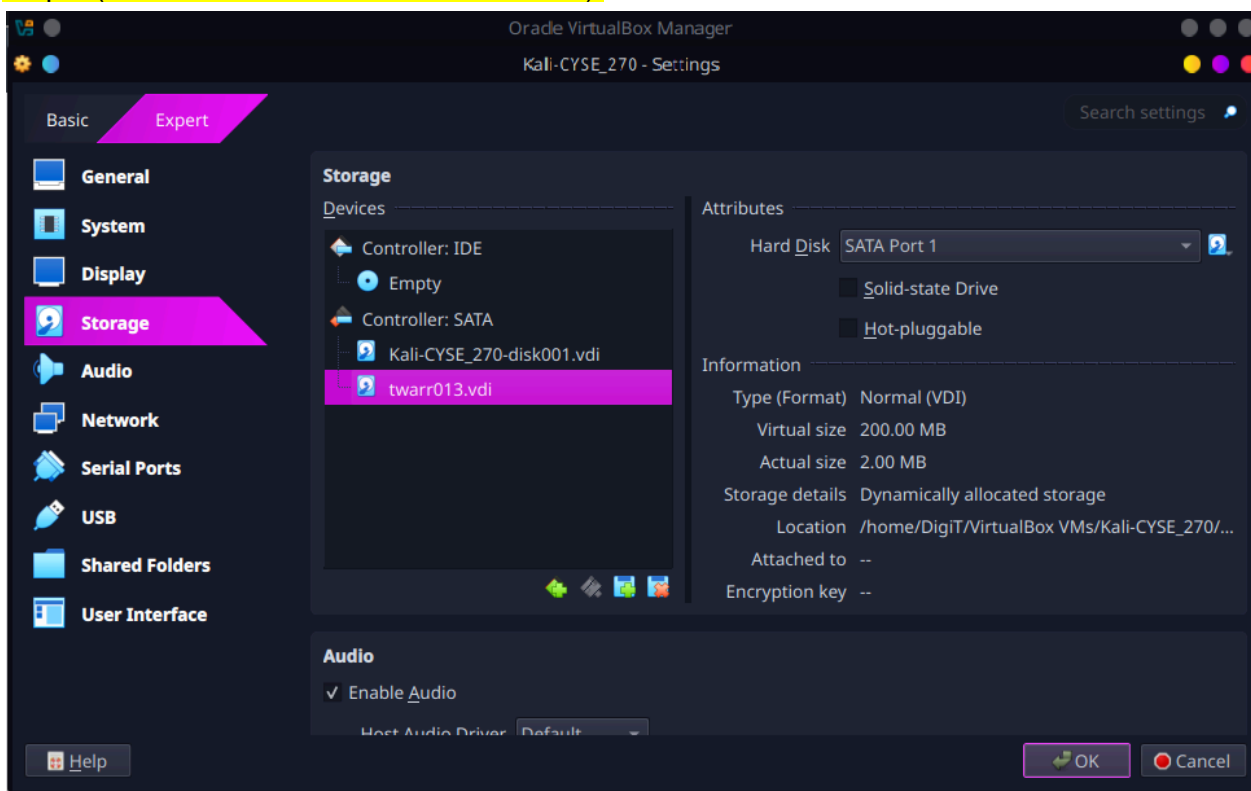 Oracle VirtualBox Manager
Kali-CYSE_270 - Settings
Basic
Expert
Search settings
General
System
Display
Storage
Audio
Network
Serial Ports
USB
Shared Folders
User Interface
Storage
Devices
Controller: IDE
Empty
Controller: SATA
Kali-CYSE_270-disk001.vdi
twarr013.vdi
Attributes
Hard Disk SATA Port 1
Solid-state Drive
Hot-pluggable
Information
Type (Format) Normal (VDI)
Virtual size 200.00 MB
Actual size 2.00 MB
Storage details Dynamically allocated storage
Location /home/DigiT/VirtualBox VMs/Kali-CYSE_270/...
Attached to --
Encryption key --
Audio
✓ Enable Audio
Host Audio Driver Default
Help
OK
Cancel